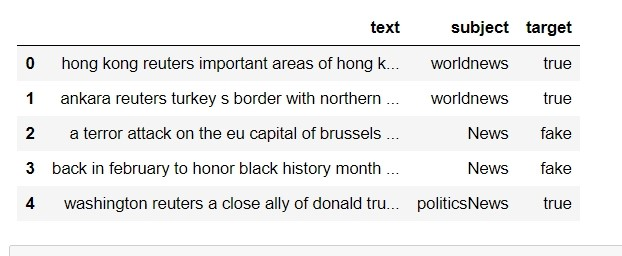 text subject target
0 hong kong reuters important areas of hong k... worldnews true
1 ankara reuters turkey s border with northern ... worldnews true
2 a terror attack on the eu capital of brussels ... News fake
3 back in february to honor black history month ... News fake
4 washington reuters a close ally of donald tru... politicsNews true